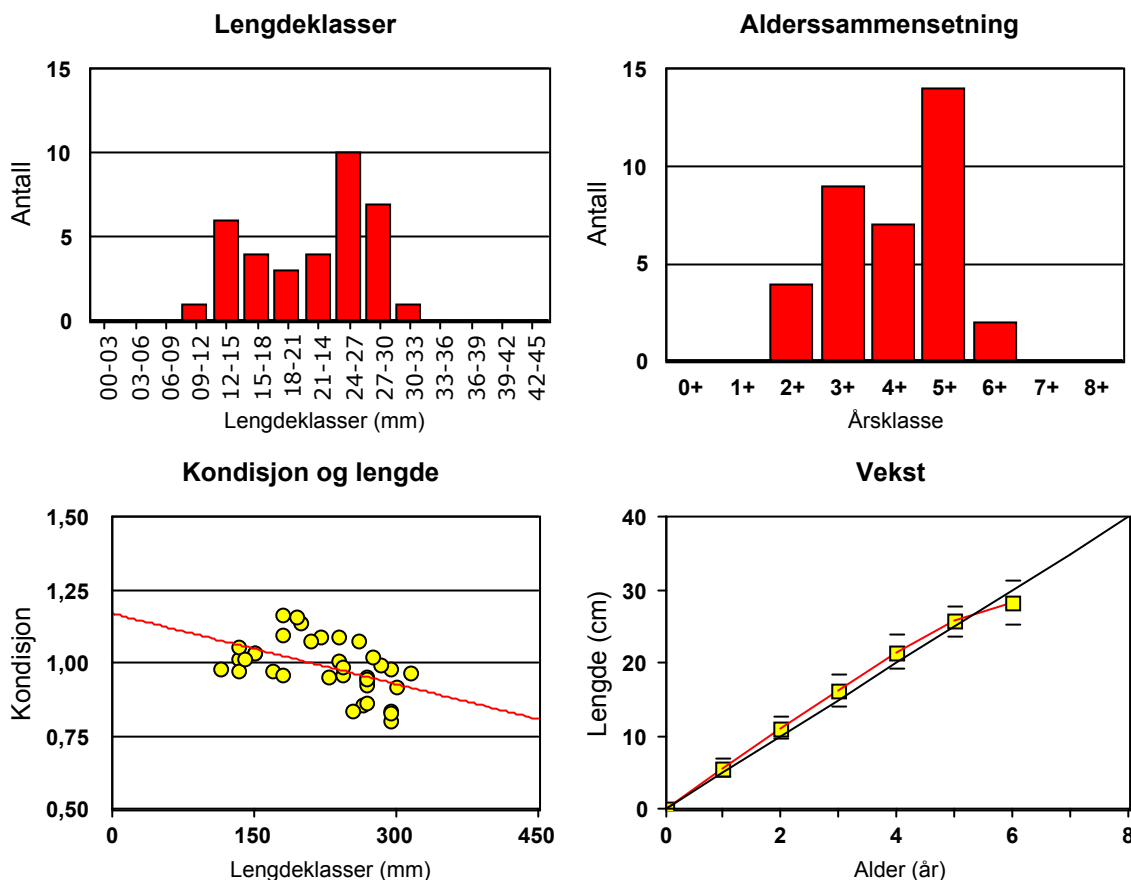 Lengdeklasser
15
10
5
0
Antall
00-03
03-06
06-09
09-12
12-15
15-18
18-21
21-14
24-27
27-30
30-33
33-36
36-39
39-42
42-45
Lengdeklasser (mm)
Alderssammensetning
15
10
5
0
Antall
0+ 1+ 2+ 3+ 4+ 5+ 6+ 7+ 8+
Årsklasse
Kondisjon og lengde
1,50
1,25
1,00
0,75
0,50
Kondisjon
0 150 300 450
Lengdeklasser (mm)
Vekst
40
30
20
10
0
Lengde (cm)
0 2 4 6 8
Alder (år)